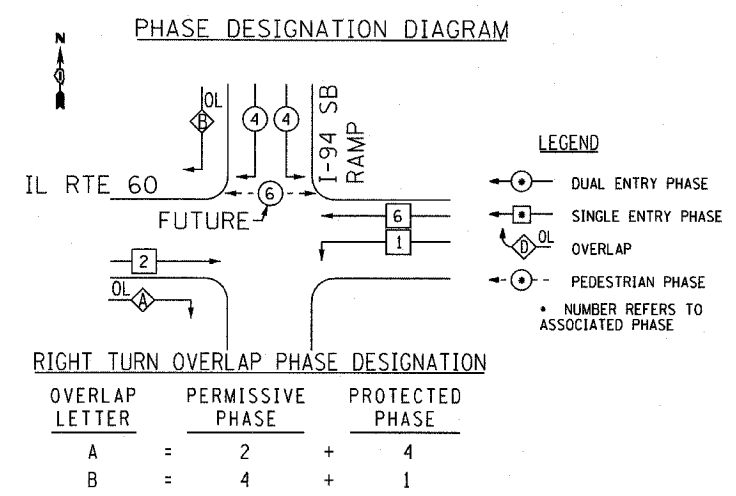 PHASE DESIGNATION DIAGRAM
N
OL
B
4
4
I-94 SB
RAMP
IL RTE 60
6
FUTURE
6
1
2
OL
A
LEGEND
* DUAL ENTRY PHASE
* SINGLE ENTRY PHASE
D OL OVERLAP
* PEDESTRIAN PHASE
* NUMBER REFERS TO
ASSOCIATED PHASE
RIGHT TURN OVERLAP PHASE DESIGNATION
OVERLAP PERMISSIVE PROTECTED
LETTER PHASE PHASE
A = 2 + 4
B = 4 + 1